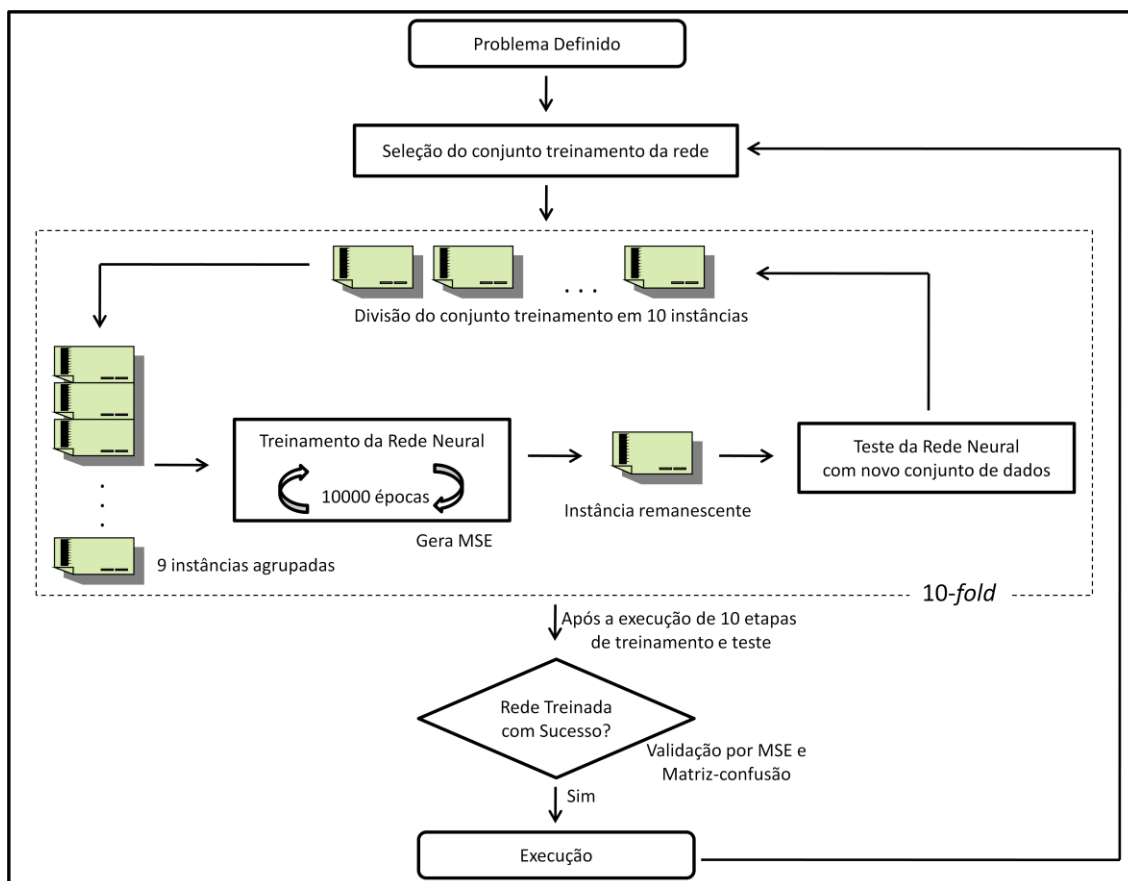 Problema Definido
Seleção do conjunto treinamento da rede
. . .
Divisão do conjunto treinamento em 10 instâncias
Treinamento da Rede Neural
10000 épocas
Gera MSE
.
.
.
9 instâncias agrupadas
Instância remanescente
Teste da Rede Neural
com novo conjunto de dados
10-fold
Após a execução de 10 etapas
de treinamento e teste
Rede Treinada
com Sucesso?
Validação por MSE e
Matriz-confusão
Sim
Execução